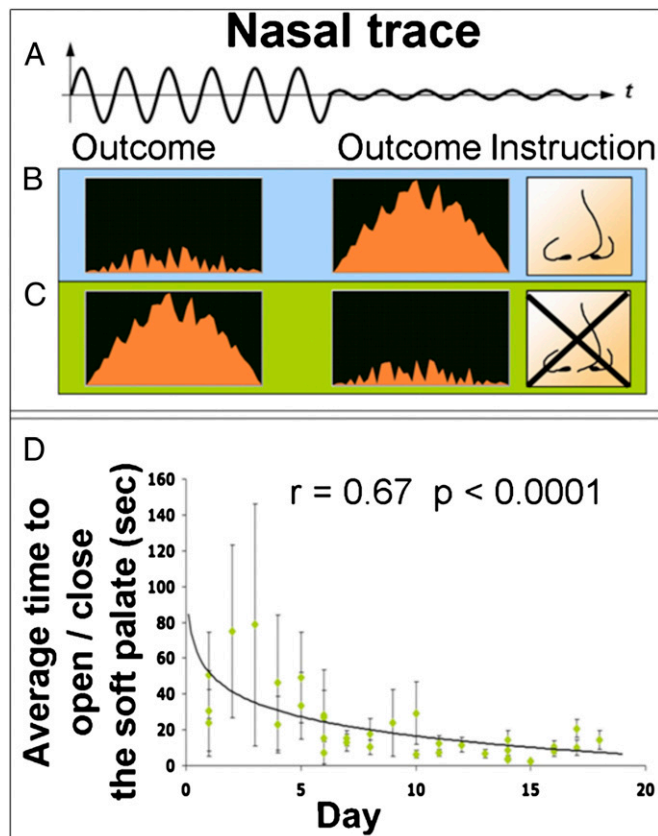 Nasal trace
A
t
Outcome
Outcome Instruction
B
C
D
Average time to
open / close
the soft palate (sec)
r = 0.67 p < 0.0001
160
140
120
100
80
60
40
20
0
0
5
10
15
20
Day